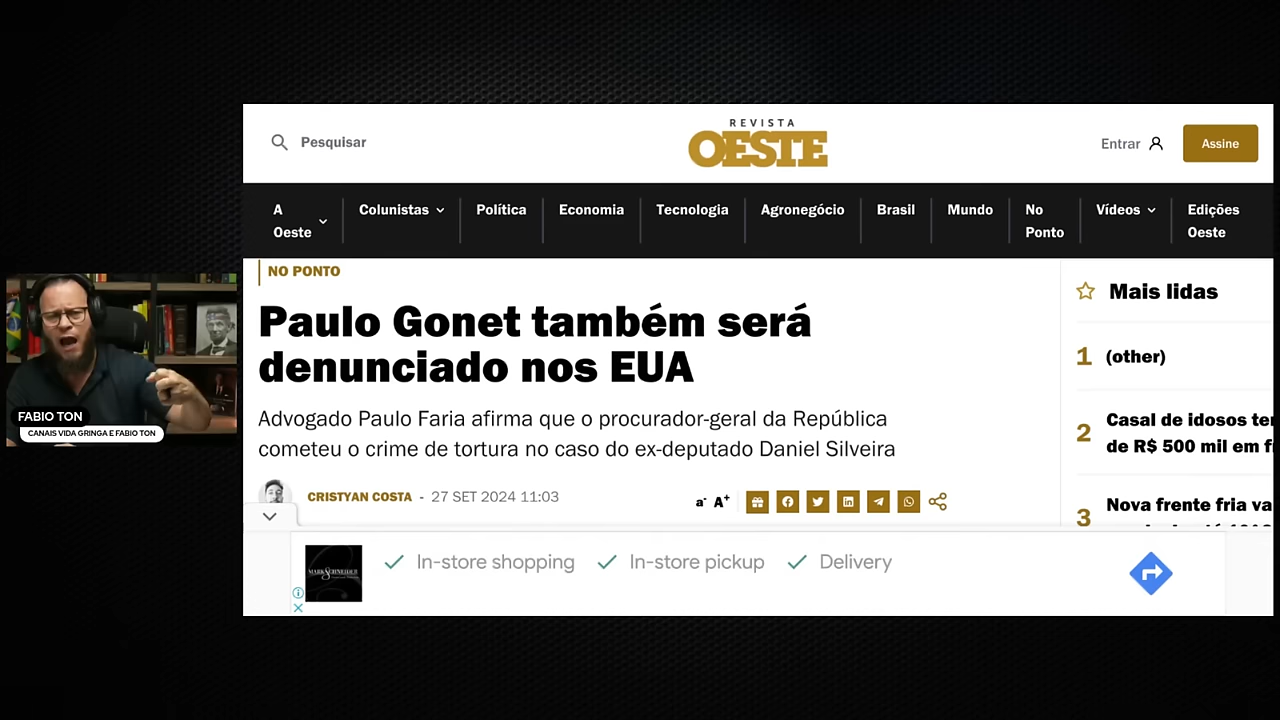 Pesquisar
REVISTA
OESTE
Entrar
Assine
A
Oeste
Colunistas
Política
Economia
Tecnologia
Agronegócio
Brasil
Mundo
No
Ponto
Vídeos
Edições
Oeste
NO PONTO
Paulo Gonet também será
denunciado nos EUA
Advogado Paulo Faria afirma que o procurador-geral da República
cometeu o crime de tortura no caso do ex-deputado Daniel Silveira
CRISTYAN COSTA - 27 SET 2024 11:03
a- A+
Mais lidas
1 (other)
2 Casal de idosos
de R$ 500 mil em
3 Nova frente fria
FABIO TON
CANAIS VIDA GRINGA E FABIO TON
MARK SCHNEIDER
In-store shopping
In-store pickup
Delivery